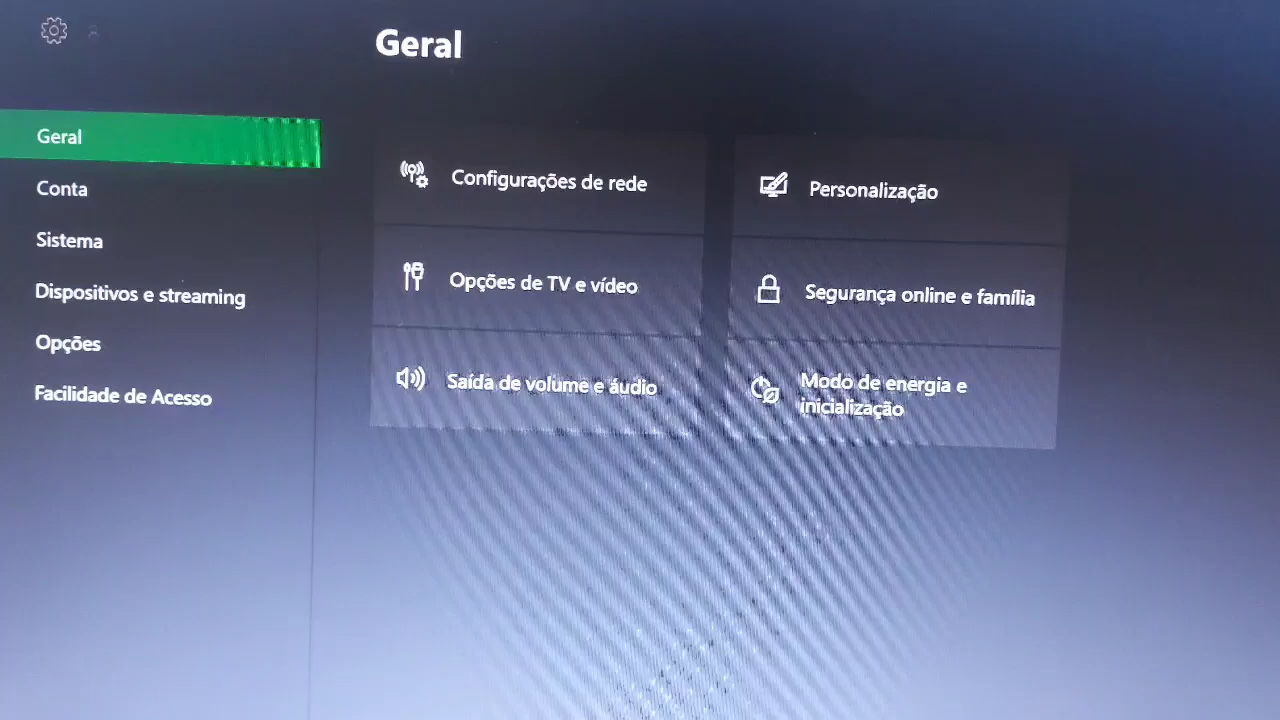 Geral
Geral
Conta
Sistema
Dispositivos e streaming
Opções
Facilidade de Acesso
Configurações de rede
Personalização
Opções de TV e vídeo
Segurança online e família
Saída de volume e áudio
Modo de energia e
inicialização